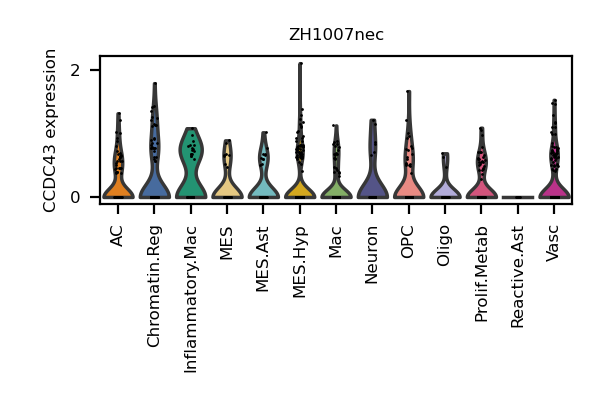 ZH1007nec
CCDC43 expression
2
0
AC
Chromatin.Reg
Inflammatory.Mac
MES
MES.Ast
MES.Hyp
Mac
Neuron
OPC
Oligo
Prolif.Metab
Reactive.Ast
Vasc